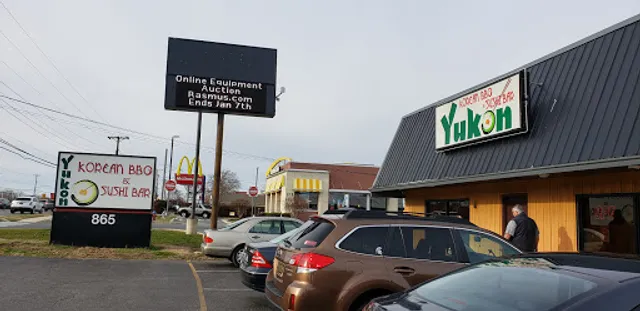 Online Equipment
Auction
Rasmus.com
Ends Jan 7th
Yukon
KOREAN BBQ
&
SUSHI BAR
865
KOREAN BBQ
& SUSHI BAR
Yukon